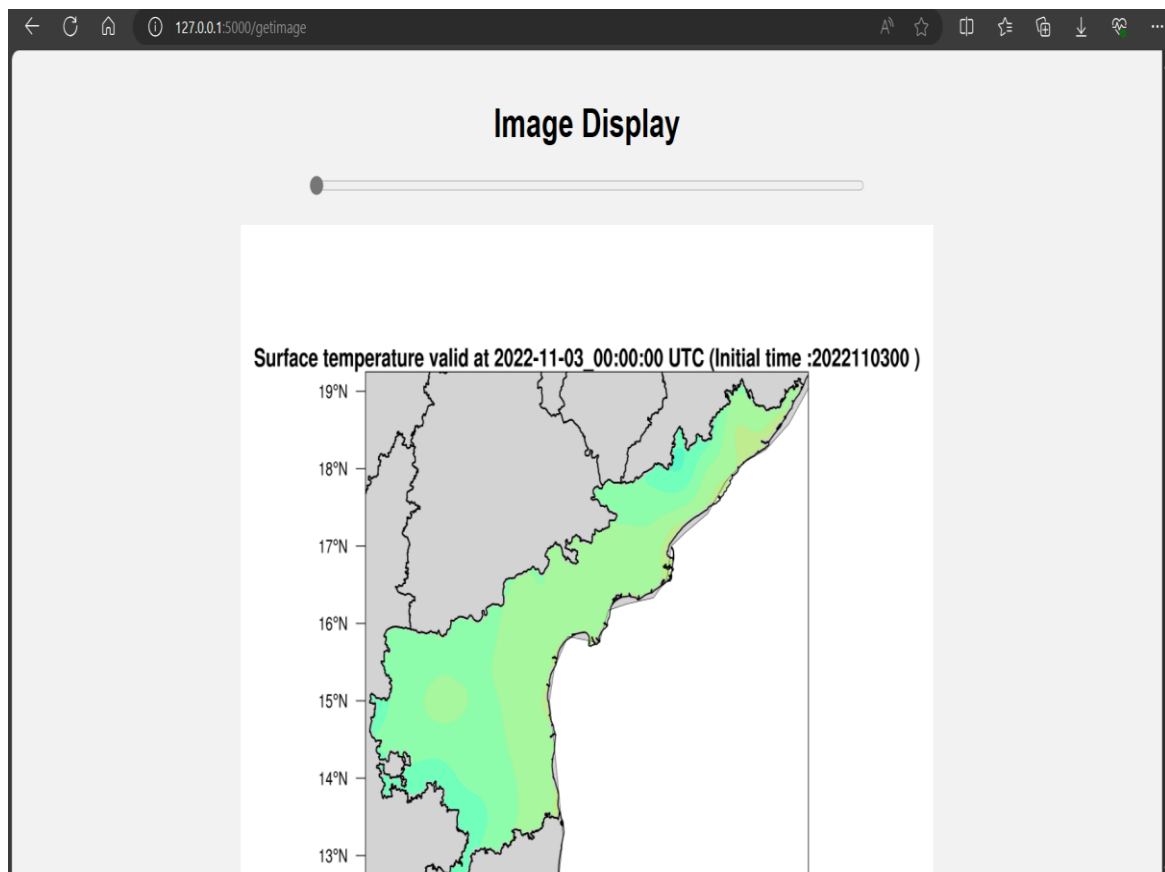 127.0.0.1:5000/getimage
Image Display
Surface temperature valid at 2022-11-03_00:00:00 UTC (Initial time :2022110300 )
19°N
18°N
17°N
16°N
15°N
14°N
13°N